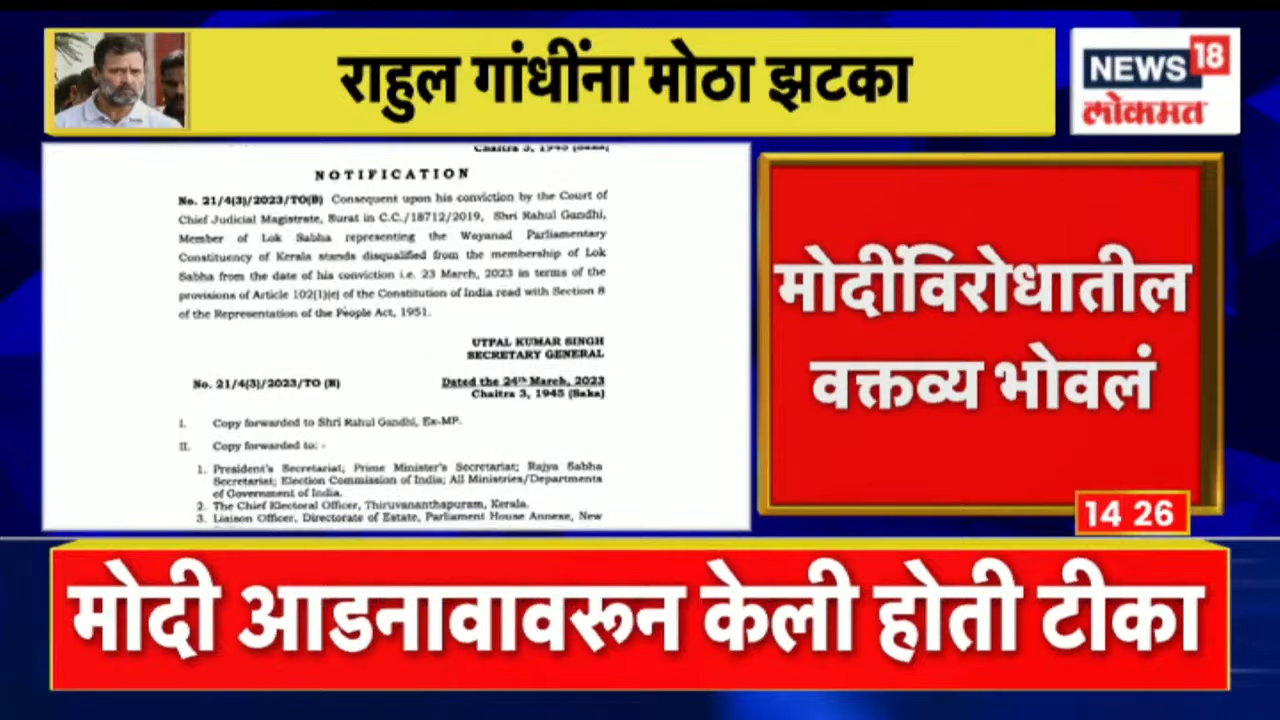 राहुल गांधींना मोठा झटका
NEWS 18
लोकमत
Chaitra 3, 1945 (Saka)
NOTIFICATION
No. 21/4(3)/2023/TO(B) Consequent upon his conviction by the Court of
Chief Judicial Magistrate, Surat in C.C./18712/2019, Shri Rahul Gandhi,
Member of Lok Sabha representing the Wayanad Parliamentary
Constituency of Kerala stands disqualified from the membership of Lok
Sabha from the date of his conviction i.e. 23 March, 2023 in terms of the
provisions of Article 102(1)(e) of the Constitution of India read with Section 8
of the Representation of the People Act, 1951.
UTPAL KUMAR SINGH
SECRETARY GENERAL
No. 21/4(3)/2023/TO (B)
Dated the 24th March, 2023
Chaitra 3, 1945 (Saka)
I. Copy forwarded to Shri Rahul Gandhi, Ex-MP.
II. Copy forwarded to: -
1. President's Secretariat; Prime Minister's Secretariat; Rajya Sabha
Secretariat; Election Commission of India; All Ministries/Departments
of Government of India.
2. The Chief Electoral Officer, Thiruvananthapuram, Kerala.
3. Liaison Officer, Directorate of Estate, Parliament House Annexe, New
मोदींविरोधातील
वक्तव्य भोवलं
14 26
मोदी आडनावावरून केली होती टीका